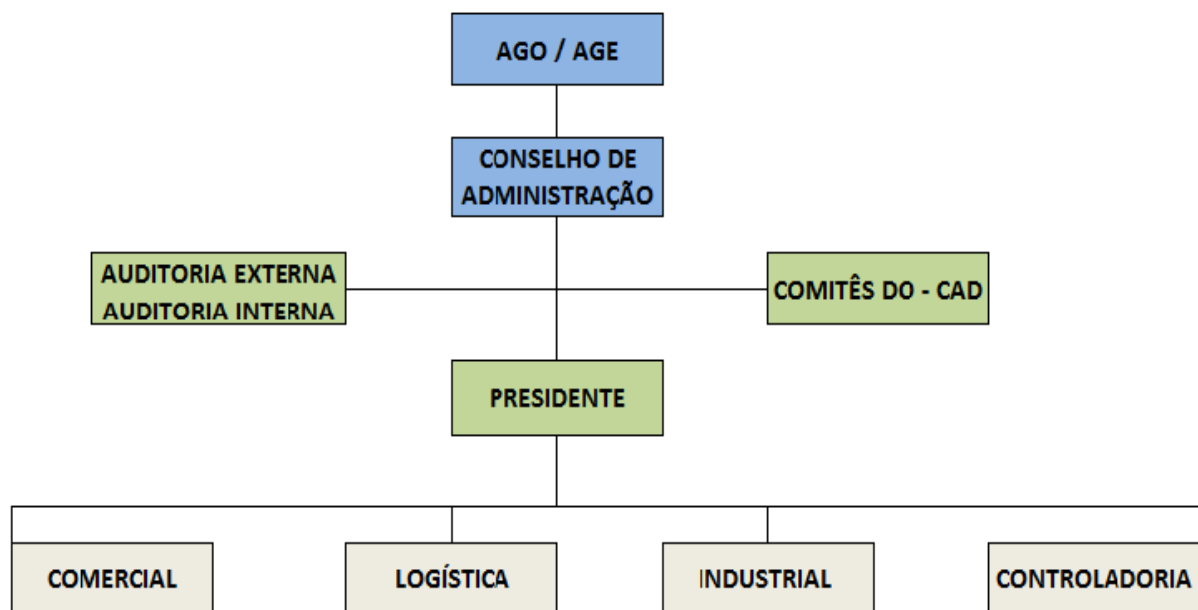 AGO / AGE
CONSELHO DE
ADMINISTRAÇÃO
AUDITORIA EXTERNA
AUDITORIA INTERNA
COMITÊS DO - CAD
PRESIDENTE
COMERCIAL
LOGÍSTICA
INDUSTRIAL
CONTROLADORIA